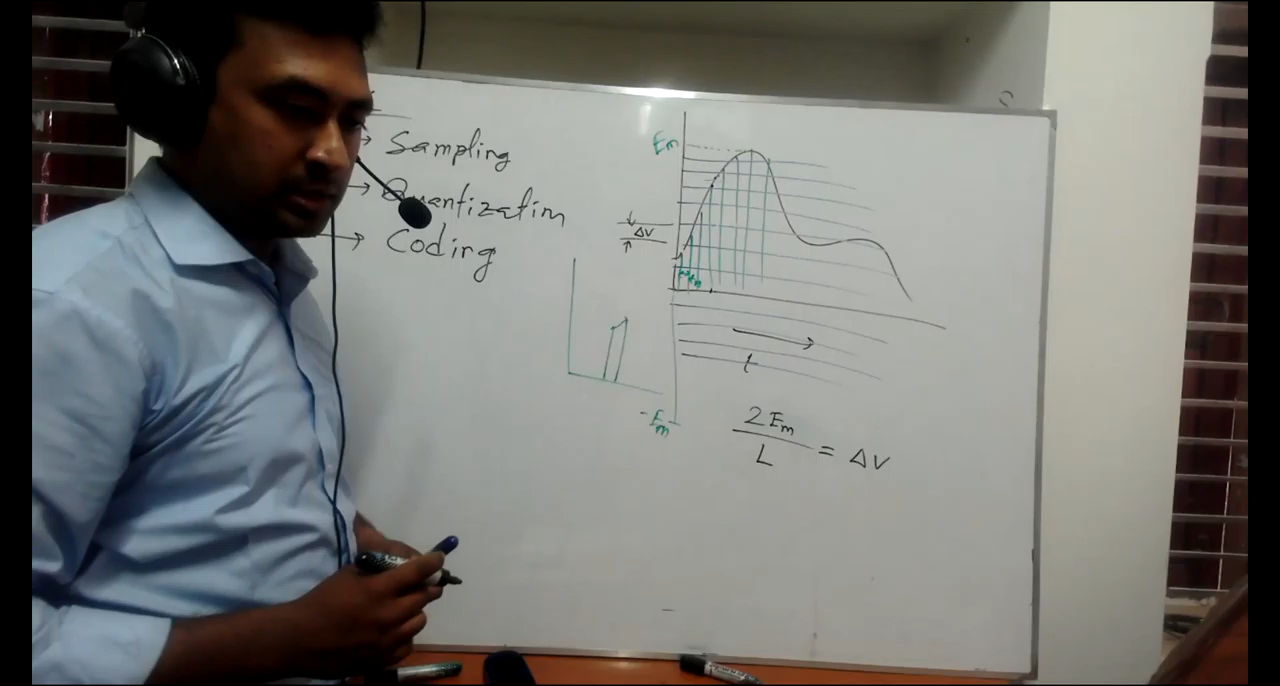 Sampling
Quantization
Coding
Em
ΔV
t
-Em
2Em
L
= ΔV